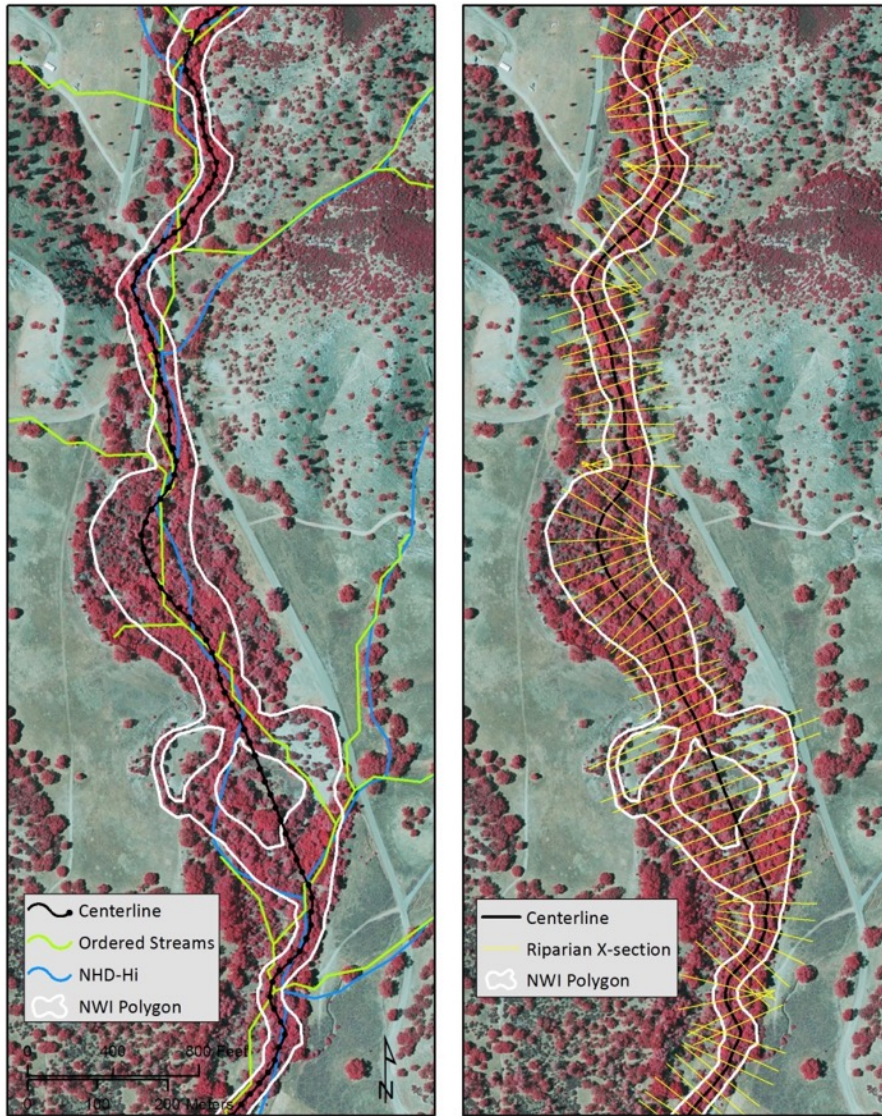 Centerline
Ordered Streams
NHD-Hi
NWI Polygon
0 400 800 Feet
0 100 200 Meters
N
Centerline
Riparian X-section
NWI Polygon